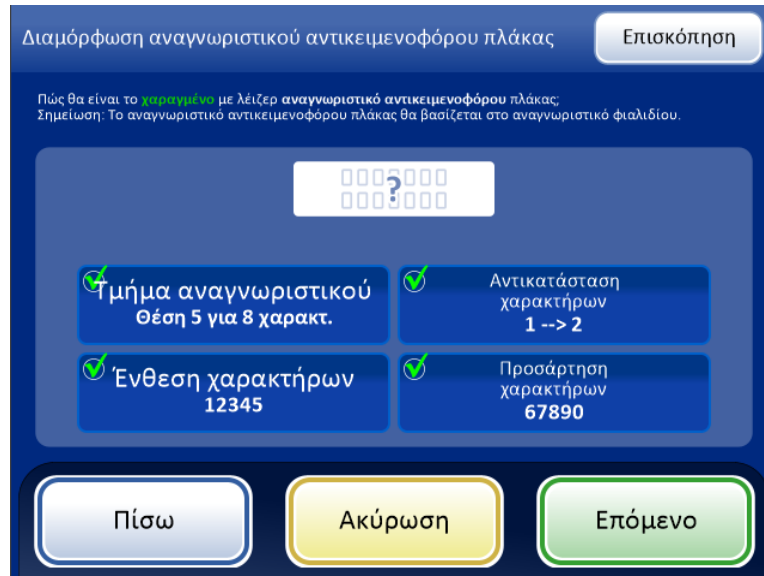 Διαμόρφωση αναγνωριστικού αντικειμενοφόρου πλάκας
Επισκόπηση
Πώς θα είναι το χαραγμένο με λέιζερ αναγνωριστικό αντικειμενοφόρου πλάκας;
Σημείωση: Το αναγνωριστικό αντικειμενοφόρου πλάκας θα βασίζεται στο αναγνωριστικό φιαλιδίου.
?
Τμήμα αναγνωριστικού
Θέση 5 για 8 χαρακτ.
Αντικατάσταση
χαρακτήρων
1 --> 2
Ένθεση χαρακτήρων
12345
Προσάρτηση
χαρακτήρων
67890
Πίσω
Ακύρωση
Επόμενο